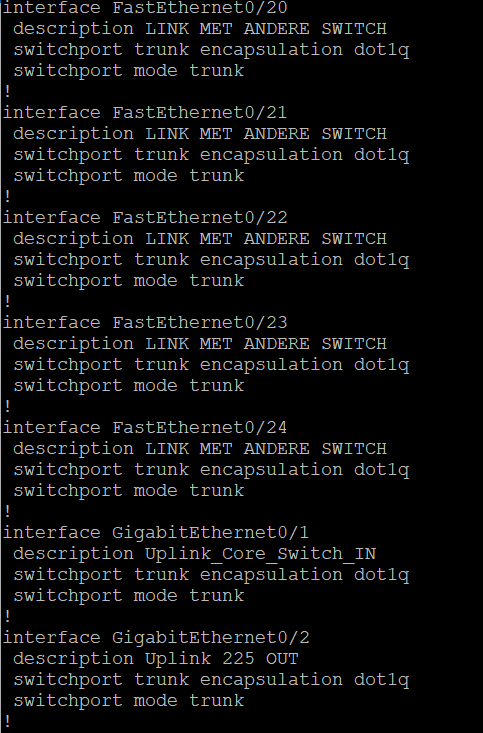 interface FastEthernet0/20
description LINK MET ANDERE SWITCH
switchport trunk encapsulation dot1q
switchport mode trunk
!
interface FastEthernet0/21
description LINK MET ANDERE SWITCH
switchport trunk encapsulation dot1q
switchport mode trunk
!
interface FastEthernet0/22
description LINK MET ANDERE SWITCH
switchport trunk encapsulation dot1q
switchport mode trunk
!
interface FastEthernet0/23
description LINK MET ANDERE SWITCH
switchport trunk encapsulation dot1q
switchport mode trunk
!
interface FastEthernet0/24
description LINK MET ANDERE SWITCH
switchport trunk encapsulation dot1q
switchport mode trunk
!
interface GigabitEthernet0/1
description Uplink_Core_Switch_IN
switchport trunk encapsulation dot1q
switchport mode trunk
!
interface GigabitEthernet0/2
description Uplink 225 OUT
switchport trunk encapsulation dot1q
switchport mode trunk
!